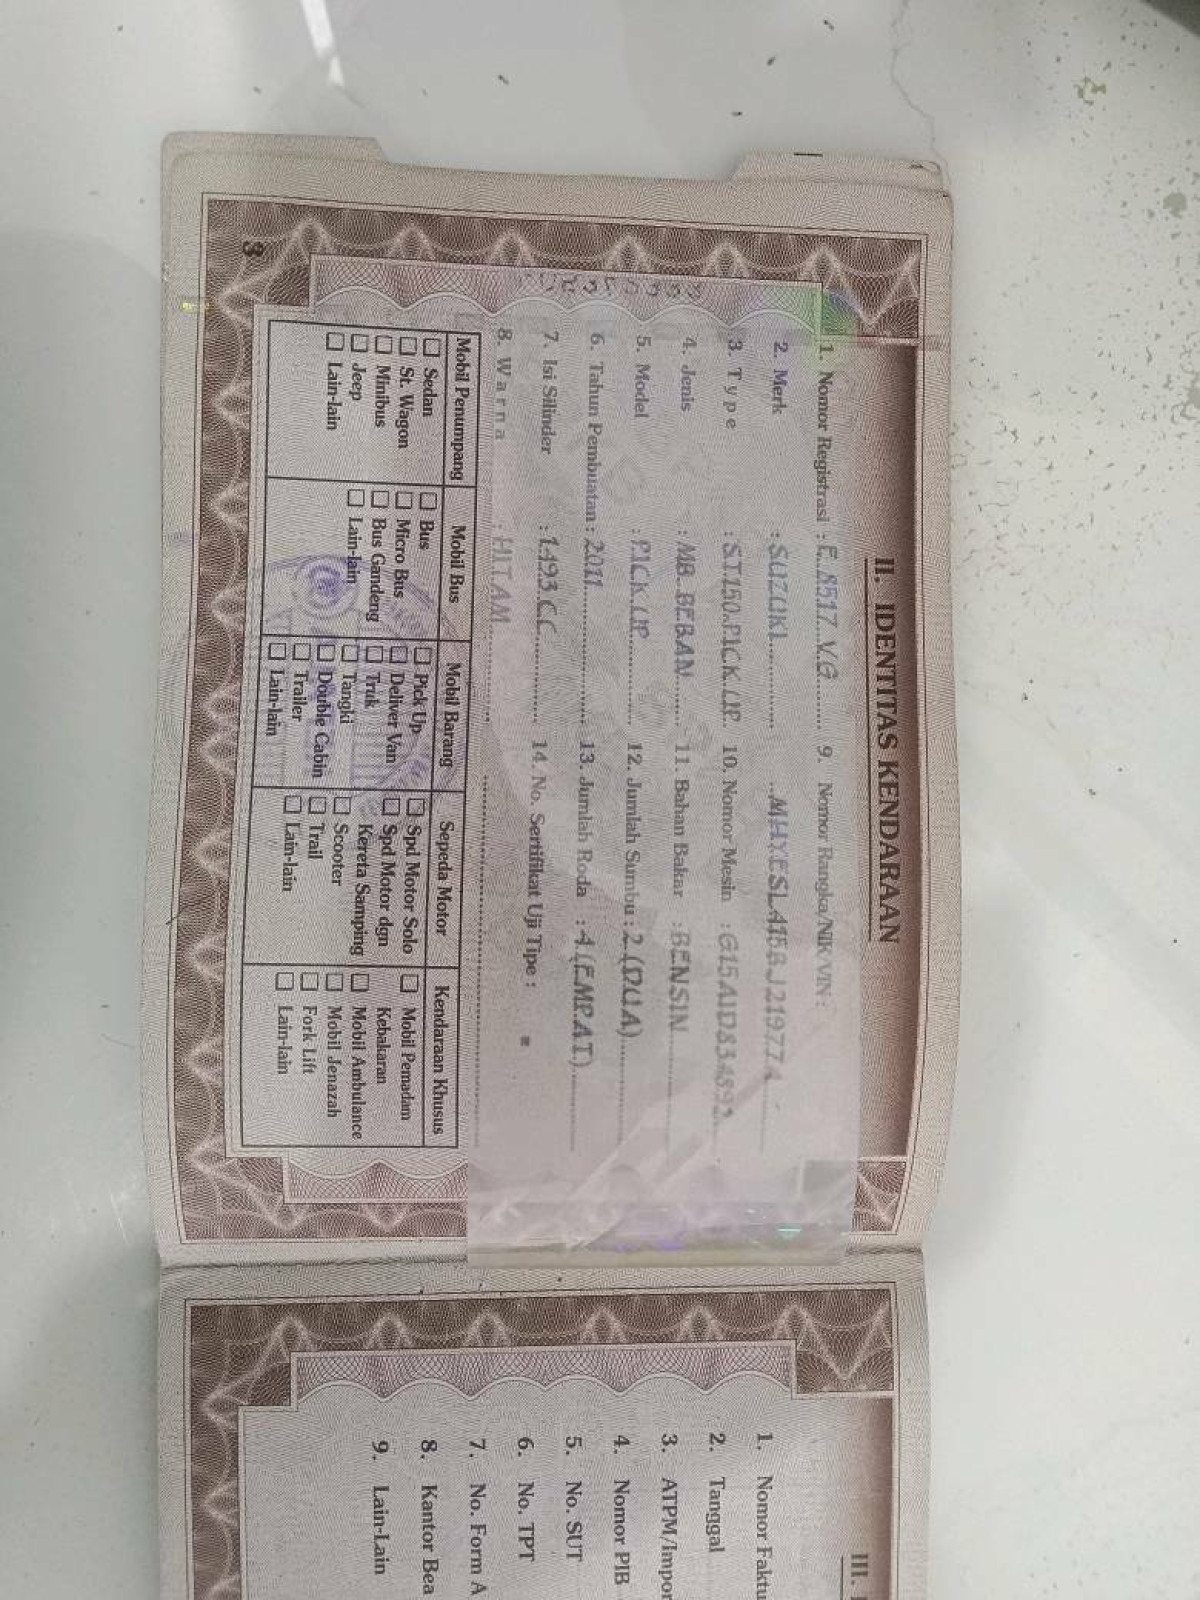 II. IDENTITAS KENDARAAN
1. Nomor Registrasi : E 8517 VG
2. Merk : SUZUKI
3. Type : ST150 PICK UP
4. Jenis : MB. BEBAN
5. Model : PICK UP
6. Tahun Pembuatan : 2011
7. Isi Silinder : 1.493 CC
8. Warna : HITAM
9. Nomor Rangka/NIK/VIN :
MHYESL415BJ219774
10. Nomor Mesin : G15AID834892
11. Bahan Bakar : BENSIN
12. Jumlah Sumbu : 2 (DUA)
13. Jumlah Roda : 4 (EMPAT)
14. No. Sertifikat Uji Tipe : =
Mobil Penumpang
☐ Sedan
☐ St. Wagon
☐ Minibus
☐ Jeep
☐ Lain-lain
Mobil Bus
☐ Bus
☐ Micro Bus
☐ Bus Gandeng
☐ Lain-lain
Mobil Barang
☐ Pick Up
☐ Deliver Van
☐ Truk
☐ Tangki
☐ Double Cabin
☐ Trailer
☐ Lain-lain
Sepeda Motor
☐ Spd Motor Solo
☐ Spd Motor dgn
Kereta Samping
☐ Scooter
☐ Trail
☐ Lain-lain
Kendaraan Khusus
☐ Mobil Pemadam
Kebakaran
☐ Mobil Ambulance
☐ Mobil Jenazah
☐ Fork Lift
☐ Lain-lain
3
III.
1. Nomor Faktu
2. Tanggal
3. ATPM/Impor
4. Nomor PIB
5. No. SUT
6. No. TPT
7. No. Form A
8. Kantor Bea
9. Lain-Lain